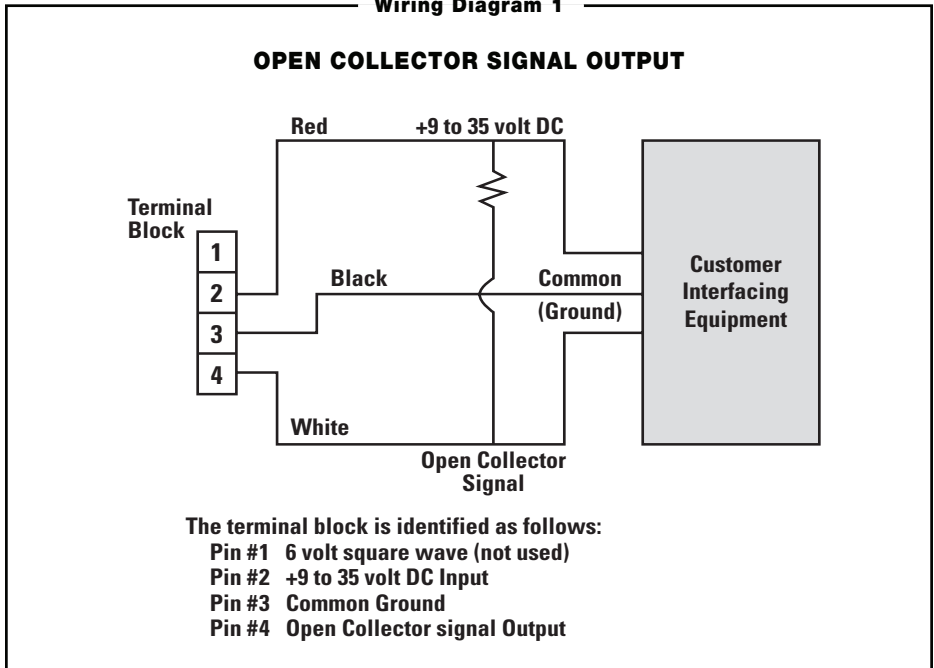 Wiring Diagram 1
OPEN COLLECTOR SIGNAL OUTPUT
Red
+9 to 35 volt DC
Terminal
Block
1
2
3
4
Black
Common
(Ground)
Customer
Interfacing
Equipment
White
Open Collector
Signal
The terminal block is identified as follows:
Pin #1 6 volt square wave (not used)
Pin #2 +9 to 35 volt DC Input
Pin #3 Common Ground
Pin #4 Open Collector signal Output